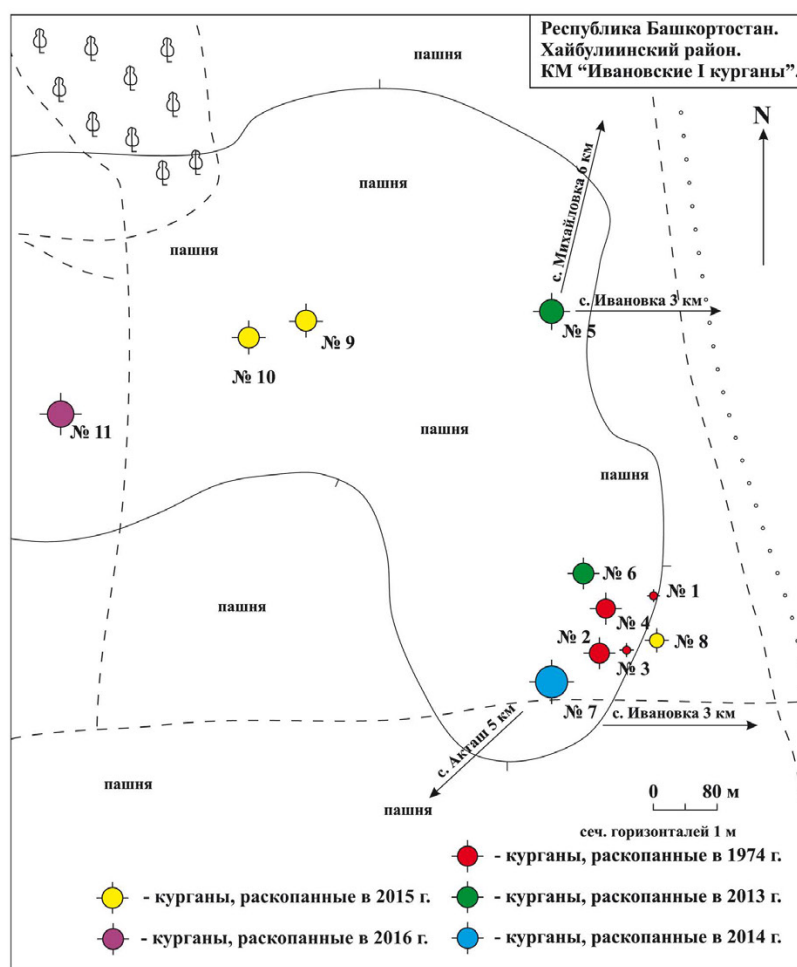 Республика Башкортостан.
Хайбулиинский район.
КМ “Ивановские I курганы”.
пашня
N
с. Михайловка 6 км
пашня
пашня
с. Ивановка 3 км
№ 5
№ 9
№ 10
№ 11
пашня
пашня
№ 6
№ 1
№ 4
№ 2
№ 8
№ 3
пашня
№ 7
с. Ивановка 3 км
с. Акташ 5 км
пашня
пашня
0 80 м
сеч. горизонталей 1 м
- курганы, раскопанные в 1974 г.
- курганы, раскопанные в 2015 г.
- курганы, раскопанные в 2013 г.
- курганы, раскопанные в 2016 г.
- курганы, раскопанные в 2014 г.